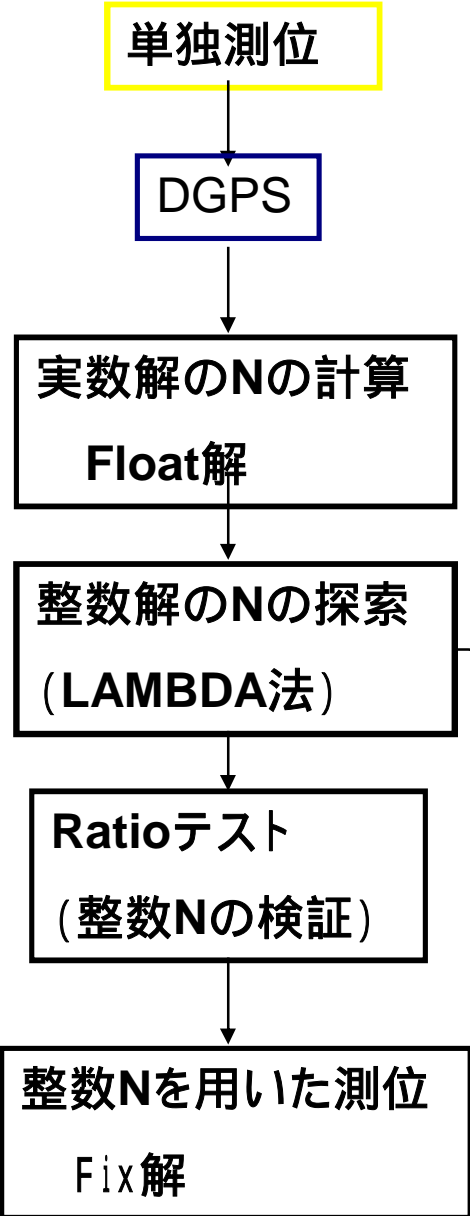 単独測位
DGPS
実数解のNの計算
Float解
整数解のNの探索
(LAMBDA法)
Ratioテスト
(整数Nの検証)
整数Nを用いた測位
Fix解